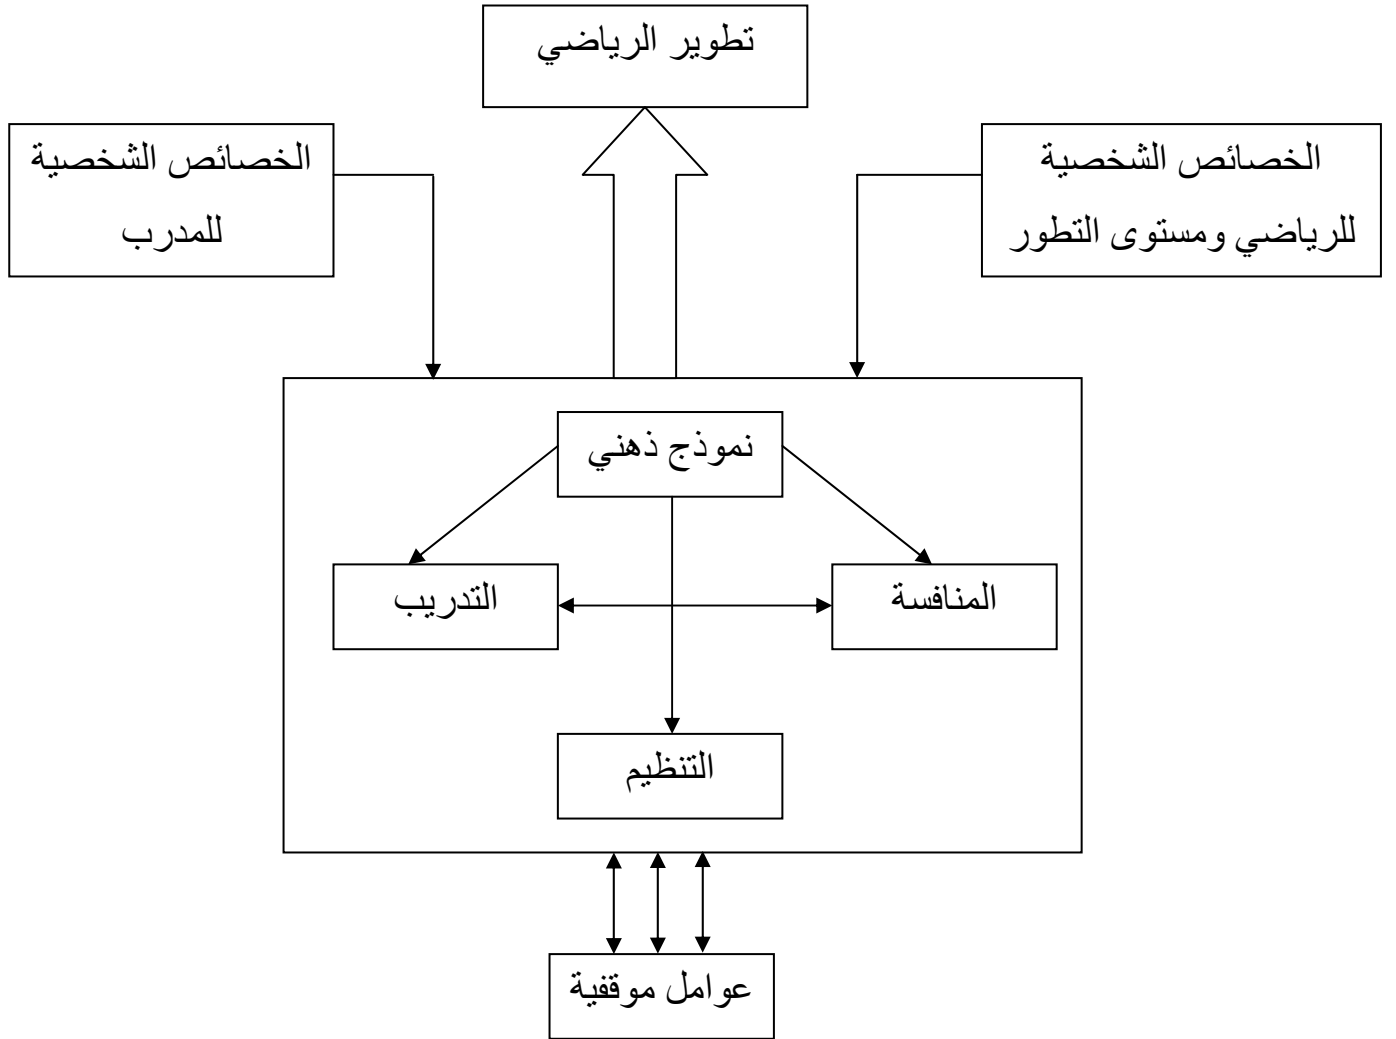 تطوير الرياضي
الخصائص الشخصية
للرياضي ومستوى التطور
الخصائص الشخصية
للمدرب
نموذج ذهني
المنافسة
التدريب
التنظيم
عوامل موقفية